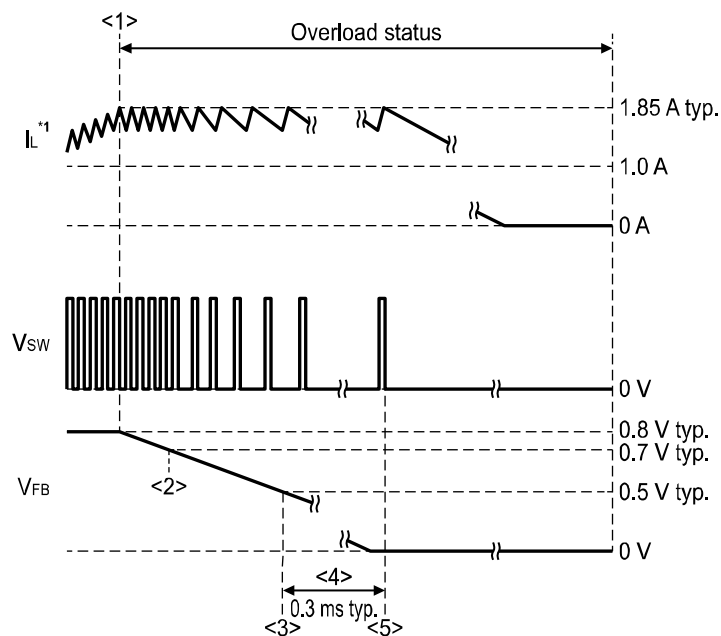 <1>
Overload status
IL*1
1.85 A typ.
1.0 A
0 A
VSW
0 V
0.8 V typ.
0.7 V typ.
VFB
<2>
0.5 V typ.
0 V
<4>
0.3 ms typ.
<3>
<5>